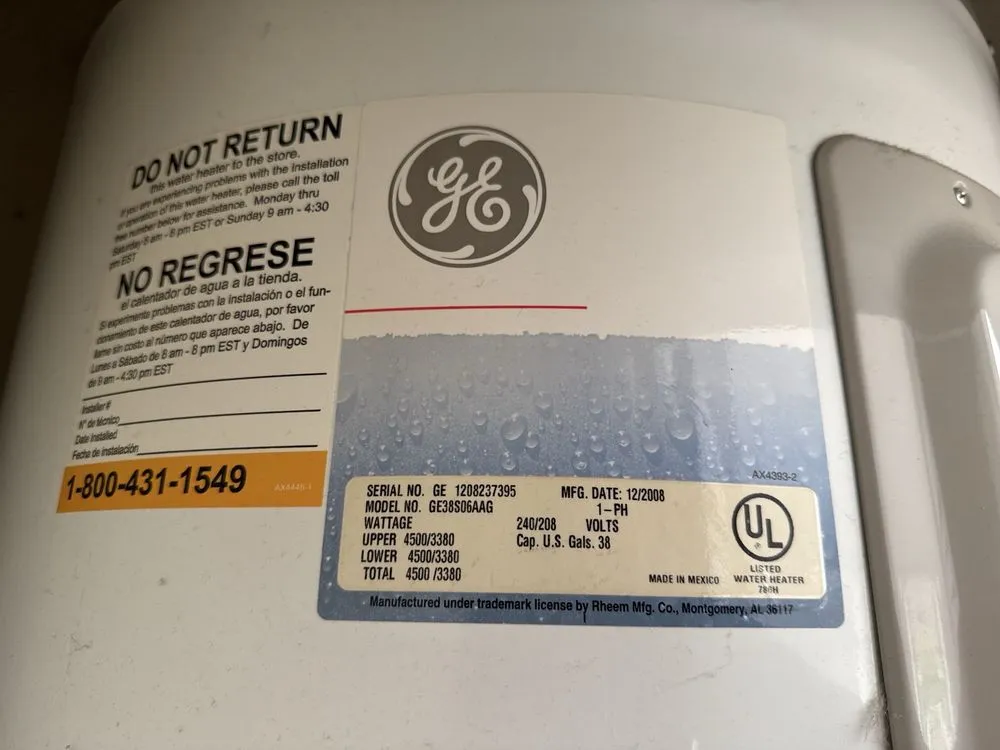 DO NOT RETURN
this water heater to the store.
If you are experiencing problems with the installation
or operation of this water heater, please call the toll
free number below for assistance. Monday thru
Saturday 8 am - 8 pm EST or Sunday 9 am - 4:30
pm EST
NO REGRESE
el calentador de agua a la tienda.
Si experimenta problemas con la instalación o el fun-
cionamiento de este calentador de agua, por favor
llame sin costo al número que aparece abajo. De
Lunes a Sábado de 8 am - 8 pm EST y Domingos
de 9 am - 4:30 pm EST
Installer#
N° de técnico
Date Installed
Fecha de instalación
1-800-431-1549
AX4446-1
GE
AX4393-2
SERIAL NO. GE 1208237395 MFG. DATE: 12/2008
MODEL NO. GE38S06AAG 1-PH
WATTAGE 240/208 VOLTS
UPPER 4500/3380 Cap. U.S. Gals. 38
LOWER 4500/3380
TOTAL 4500/3380
MADE IN MEXICO
UL
®
LISTED
WATER HEATER
786H
Manufactured under trademark license by Rheem Mfg. Co., Montgomery, AL 36117